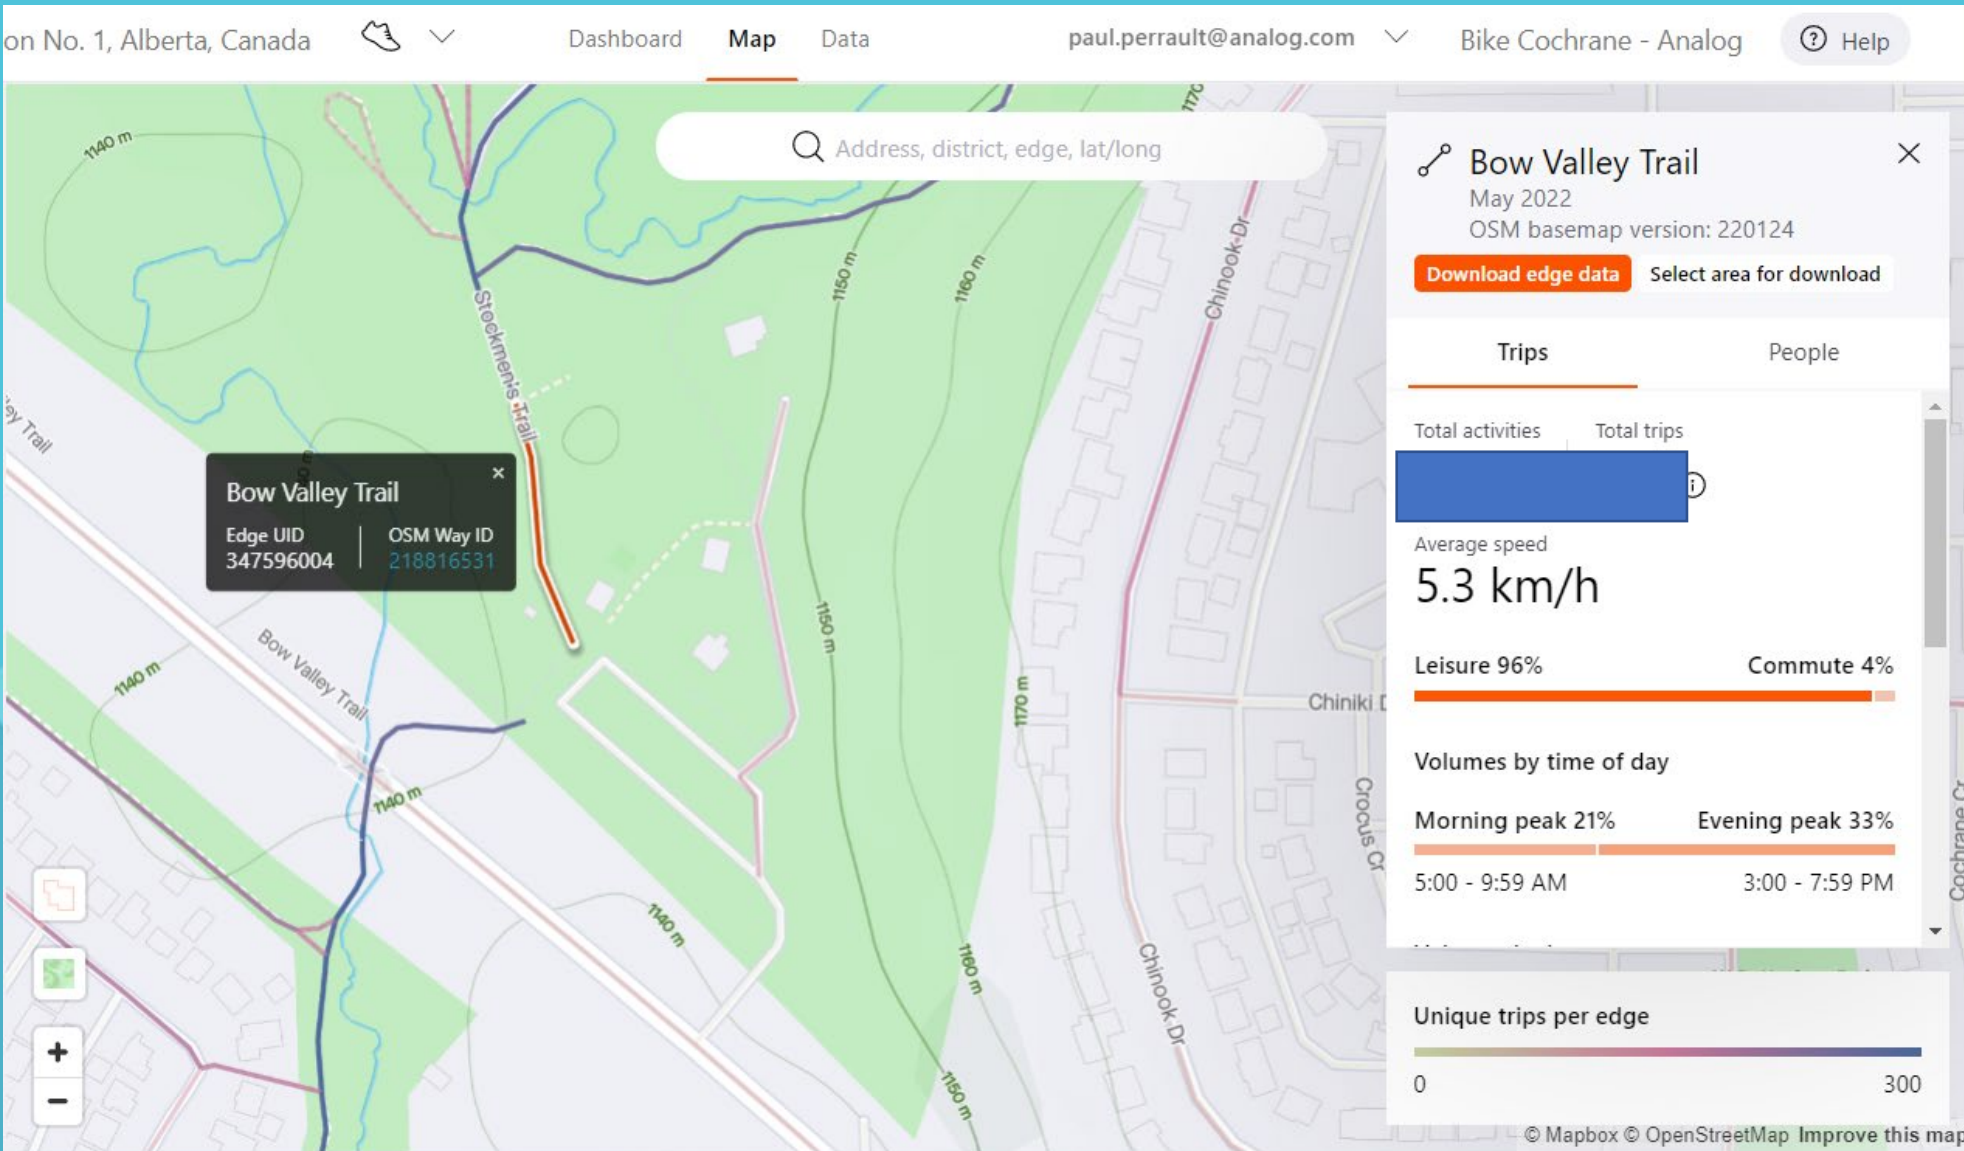 on No. 1, Alberta, Canada
Dashboard
Map
Data
paul.perrault@analog.com
Bike Cochrane - Analog
Help
Address, district, edge, lat/long
Bow Valley Trail
May 2022
OSM basemap version: 220124
Download edge data
Select area for download
Trips
People
Total activities
Total trips
Average speed
5.3 km/h
Leisure 96%
Commute 4%
Volumes by time of day
Morning peak 21%
Evening peak 33%
5:00 - 9:59 AM
3:00 - 7:59 PM
Unique trips per edge
0
300
© Mapbox © OpenStreetMap Improve this map
Bow Valley Trail
Edge UID
347596004
OSM Way ID
218816531
1140 m
1170
Stockmen's Trail
1150 m
1160 m
Chinook Dr
ey Trail
1150 m
1170 m
1140 m
Bow Valley Trail
1140 m
Chiniki
Crocus Cr
Cochrane Cr
1140 m
1160 m
Chinook Dr
1150 m